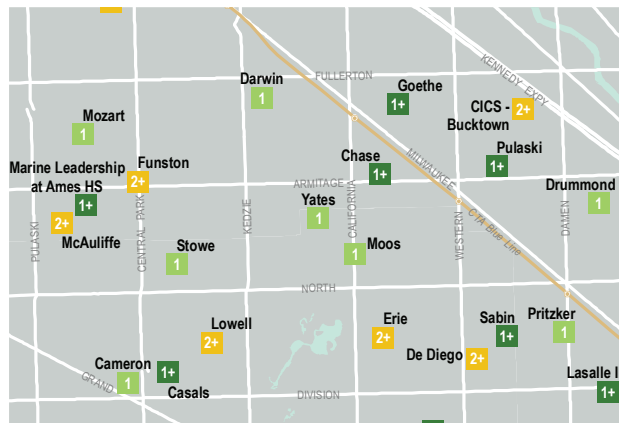 KENNEDY EXPY
FULLERTON
Darwin
1
Goethe
1+
CICS -
Bucktown
2+
Mozart
1
MILWAUKEE
Pulaski
1+
Marine Leadership
at Ames HS
1+
Funston
2+
Chase
1+
ARMITAGE
Drummond
1
Yates
1
2+
McAuliffe
PULASKI
CENTRAL PARK
KEDZIE
CALIFORNIA
WESTERN
CTA Blue Line
DAMEN
Stowe
1
Moos
1
NORTH
Lowell
2+
Erie
2+
Sabin
1+
Pritzker
1
De Diego
2+
Cameron
1
GRAND
1+
Casals
Lasalle I
1+
DIVISION